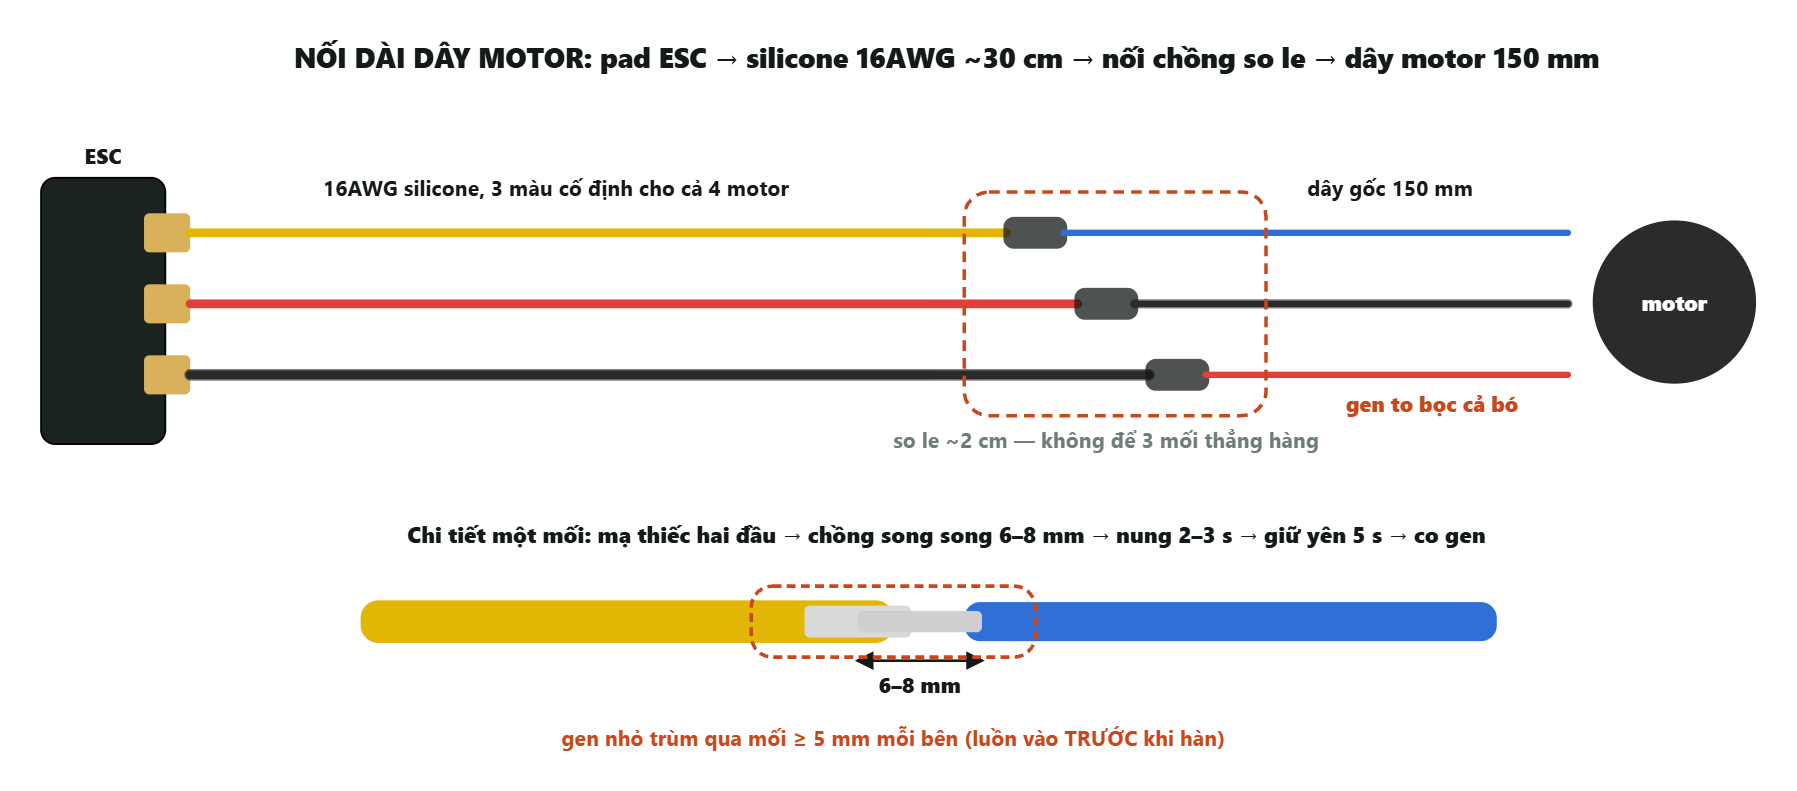 NỐI DÀI DÂY MOTOR: pad ESC → silicone 16AWG ~30 cm → nối chồng so le → dây motor 150 mm
ESC
16AWG silicone, 3 màu cố định cho cả 4 motor
dây gốc 150 mm
motor
gen to bọc cả bó
so le ~2 cm — không để 3 mối thẳng hàng
Chi tiết một mối: mạ thiếc hai đầu → chồng song song 6–8 mm → nung 2–3 s → giữ yên 5 s → co gen
6–8 mm
gen nhỏ trùm qua mối ≥ 5 mm mỗi bên (luồn vào TRƯỚC khi hàn)